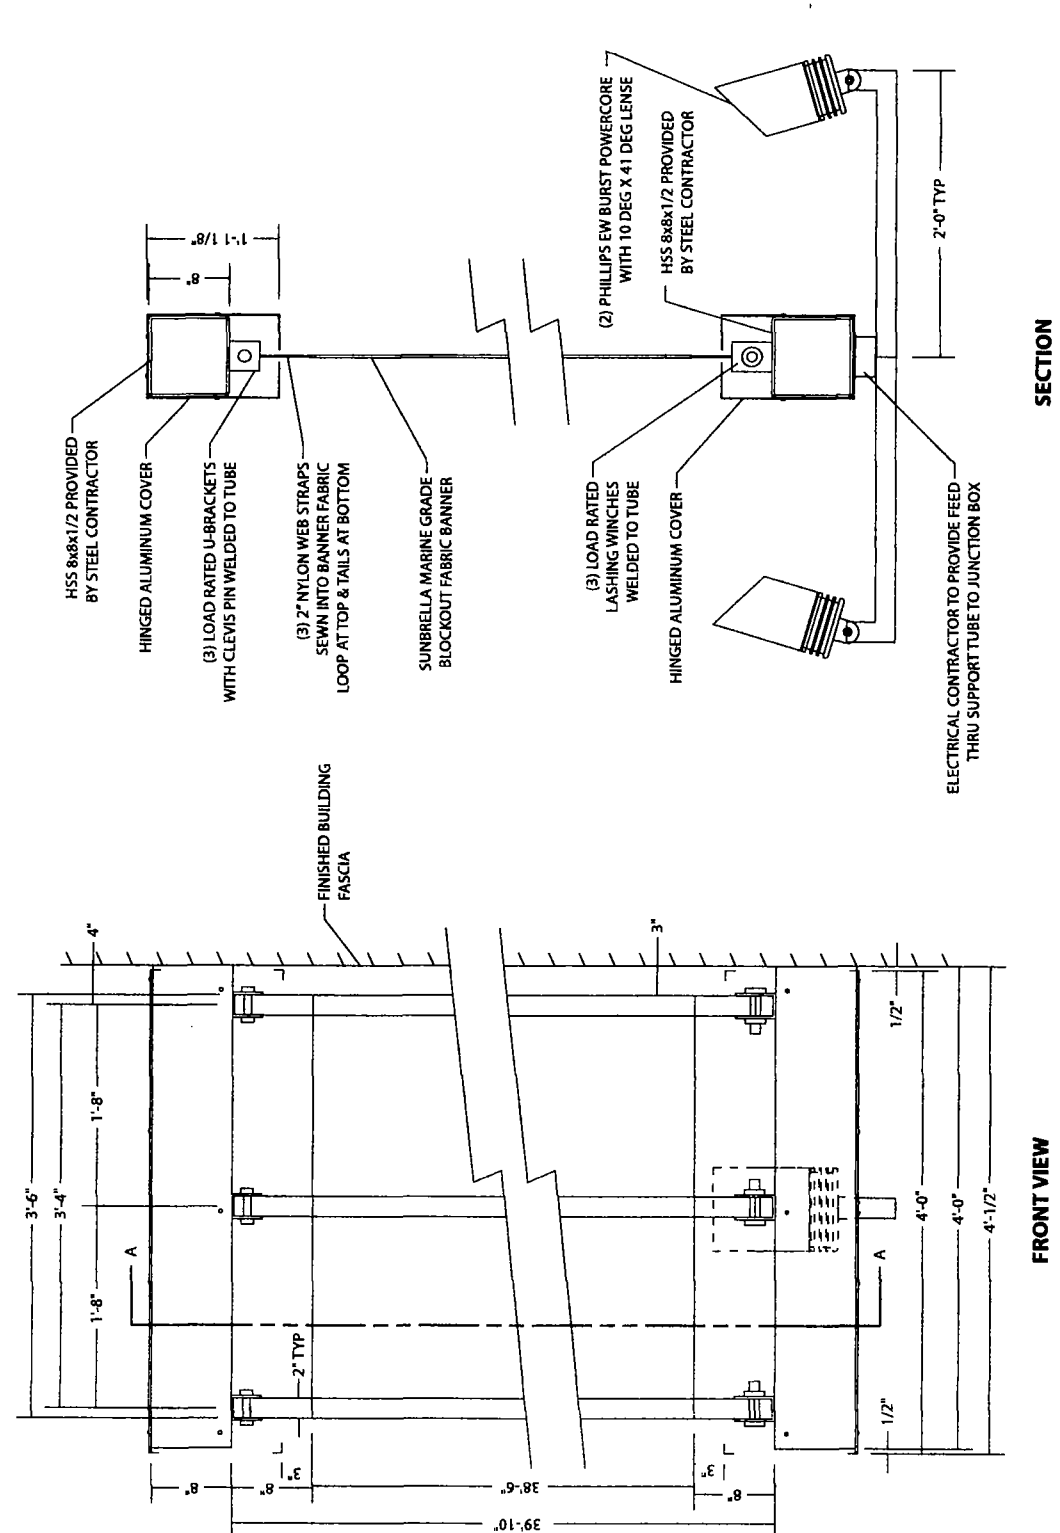 HSS 8x8x1/2 PROVIDED
BY STEEL CONTRACTOR
HINGED ALUMINUM COVER
(3) LOAD RATED U-BRACKETS
WITH CLEVIS PIN WELDED TO TUBE
(3) 2" NYLON WEB STRAPS
SEWN INTO BANNER FABRIC
LOOP AT TOP & TAILS AT BOTTOM
SUNBRELLA MARINE GRADE
BLOCKOUT FABRIC BANNER
(3) LOAD RATED
LASHING WINCHES
WELDED TO TUBE
HINGED ALUMINUM COVER
ELECTRICAL CONTRACTOR TO PROVIDE FEED
THRU SUPPORT TUBE TO JUNCTION BOX
8"
1'-1 1/8"
(2) PHILLIPS EW BURST POWERCORE
WITH 10 DEG X 41 DEG LENSE
HSS 8x8x1/2 PROVIDED
BY STEEL CONTRACTOR
2'-0" TYP
SECTION
FINISHED BUILDING
FASCIA
3'-6"
3'-4"
1'-8"
1'-8"
4"
A
A
2" TYP
3"
3"
3"
8"
8"
38'-6"
8"
39'-10"
1/2"
1/2"
4'-0"
4'-0"
4'-1/2"
FRONT VIEW